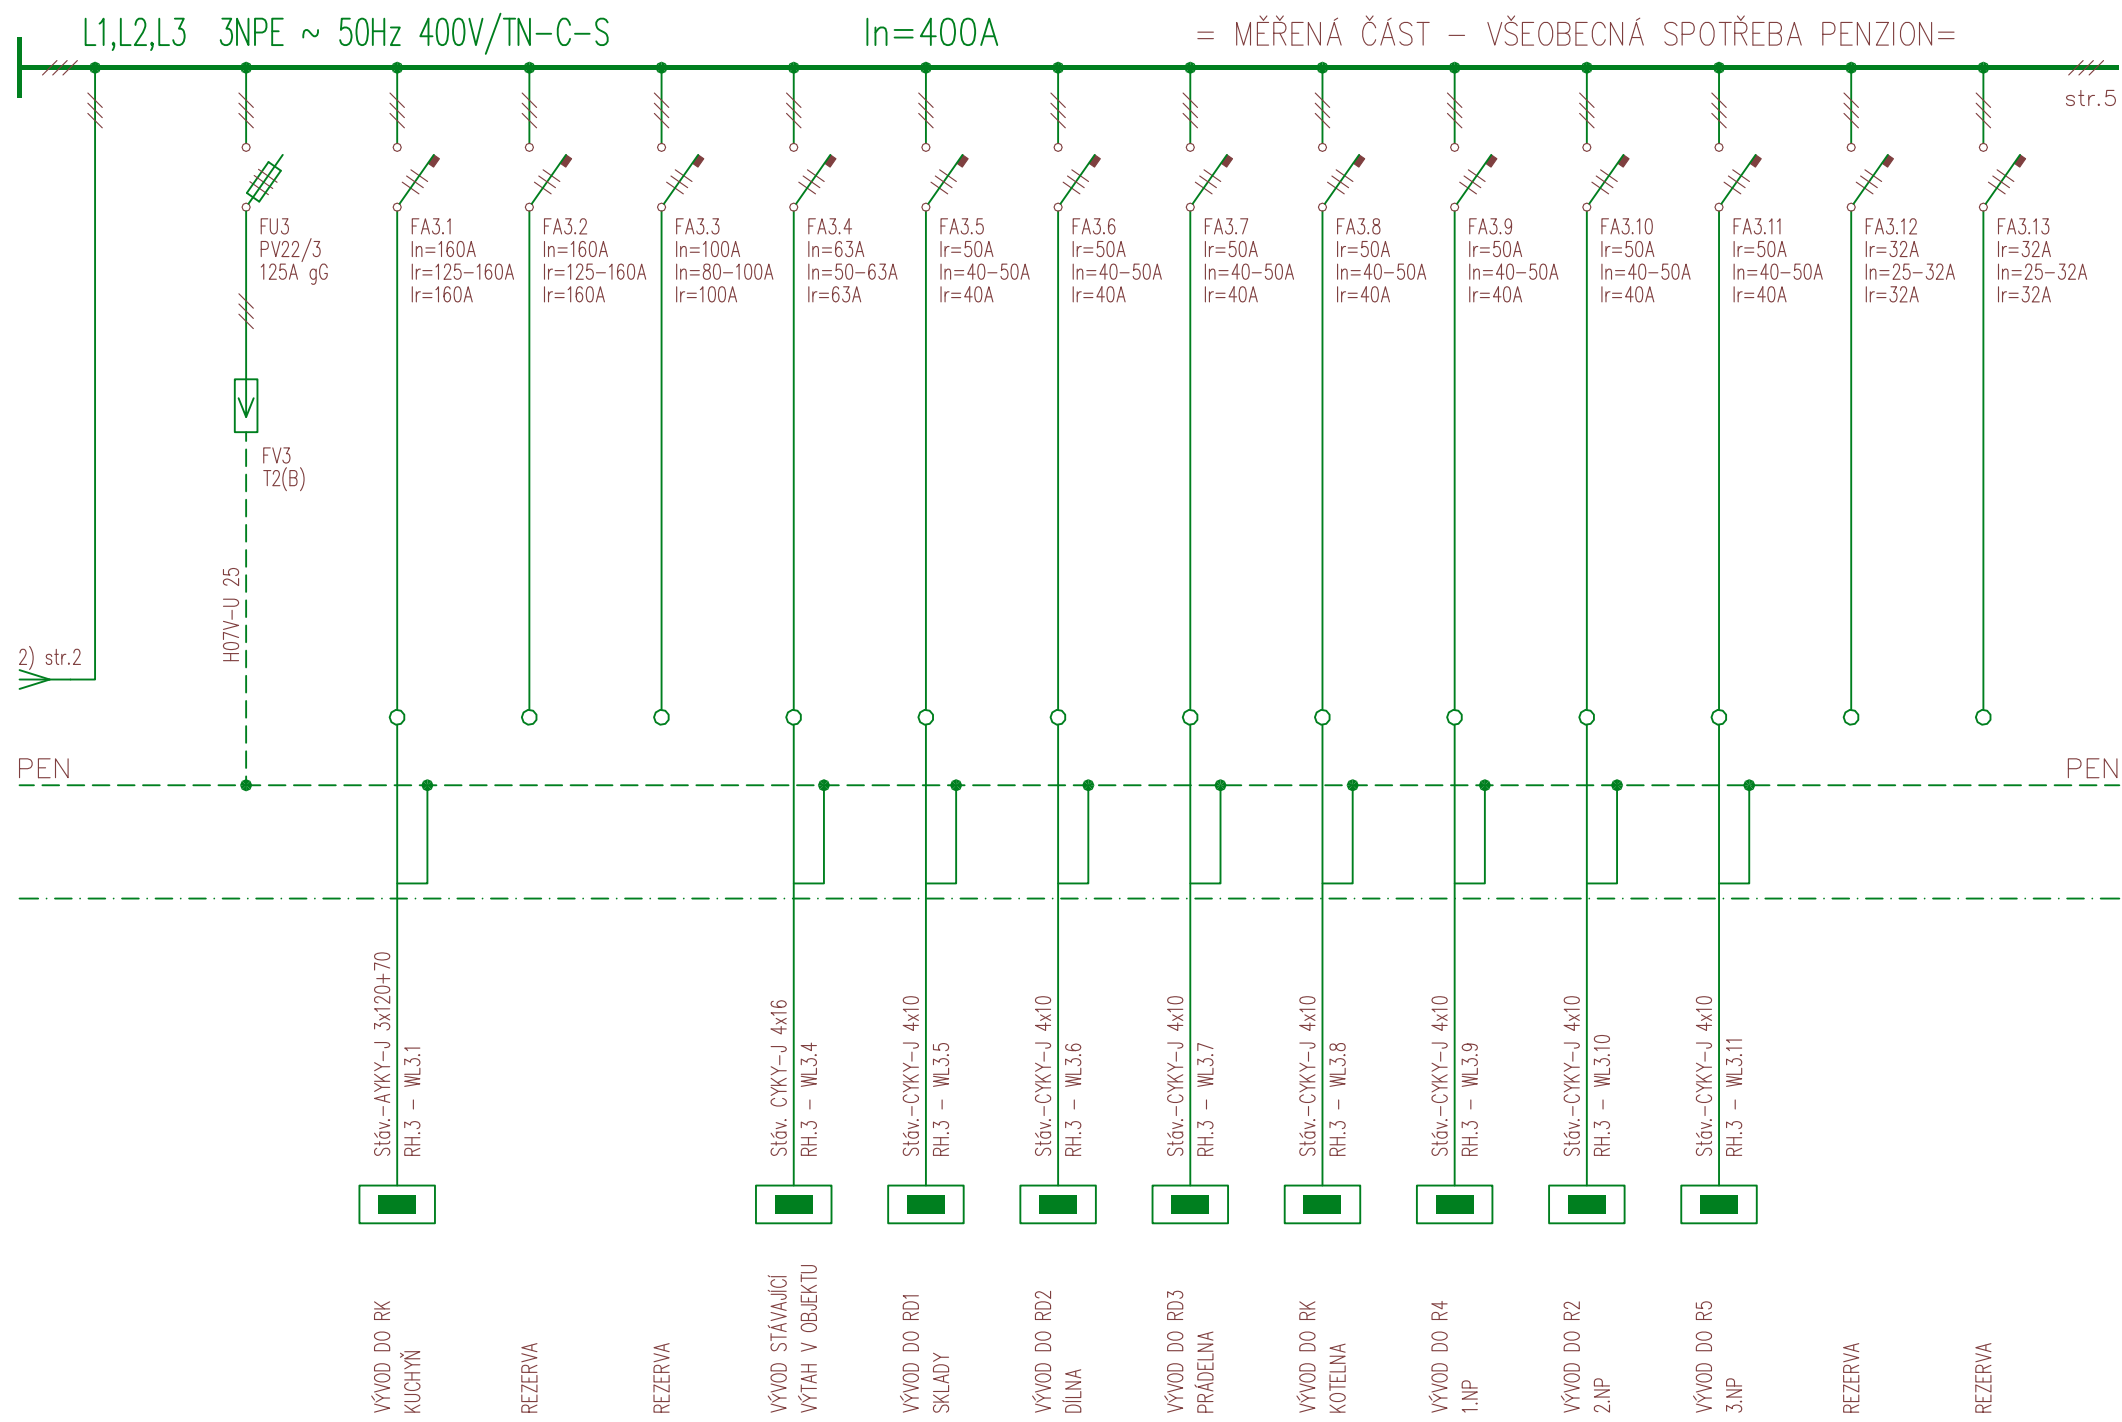 L1,L2,L3 3NPE ~ 50Hz 400V/TN-C-S
In=400A
= MĚŘENÁ ČÁST - VŠEOBECNÁ SPOTŘEBA PENZION=
str.5
FU3
PV22/3
125A gG
FA3.1
In=160A
Ir=125-160A
Ir=160A
FA3.2
In=160A
Ir=125-160A
Ir=160A
FA3.3
In=100A
In=80-100A
Ir=100A
FA3.4
In=63A
In=50-63A
Ir=63A
FA3.5
Ir=50A
In=40-50A
Ir=40A
FA3.6
Ir=50A
In=40-50A
Ir=40A
FA3.7
Ir=50A
In=40-50A
Ir=40A
FA3.8
Ir=50A
In=40-50A
Ir=40A
FA3.9
Ir=50A
In=40-50A
Ir=40A
FA3.10
Ir=50A
In=40-50A
Ir=40A
FA3.11
Ir=50A
In=40-50A
Ir=40A
FA3.12
Ir=32A
In=25-32A
Ir=32A
FA3.13
Ir=32A
In=25-32A
Ir=32A
FV3
T2(B)
H07V-U 25
2) str.2
PEN
PEN
Stáv.-AYKY-J 3x120+70
RH.3 - WL3.1
Stáv. CYKY-J 4x16
RH.3 - WL3.4
Stáv.-CYKY-J 4x10
RH.3 - WL3.5
Stáv.-CYKY-J 4x10
RH.3 - WL3.6
Stáv.-CYKY-J 4x10
RH.3 - WL3.7
Stáv.-CYKY-J 4x10
RH.3 - WL3.8
Stáv.-CYKY-J 4x10
RH.3 - WL3.9
Stáv.-CYKY-J 4x10
RH.3 - WL3.10
Stáv.-CYKY-J 4x10
RH.3 - WL3.11
VÝVOD DO RK
KUCHYŇ
REZERVA
REZERVA
VÝVOD STÁVAJÍCÍ
VÝTAH V OBJEKTU
VÝVOD DO RD1
SKLADY
VÝVOD DO RD2
DÍLNA
VÝVOD DO RD3
PRÁDELNA
VÝVOD DO RK
KOTELNA
VÝVOD DO R4
1.NP
VÝVOD DO R2
2.NP
VÝVOD DO R5
3.NP
REZERVA
REZERVA